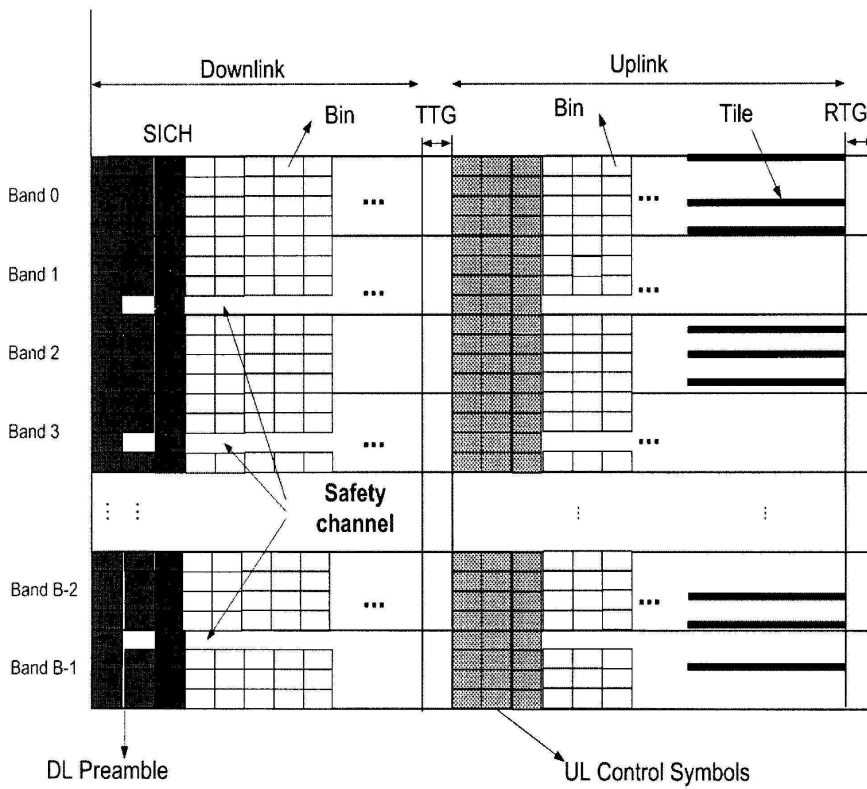 Downlink
Uplink
SICH
Bin
TTG
Bin
Tile
RTG
Band 0
...
...
Band 1
...
...
Band 2
Band 3
...
...
Safety
channel
Band B-2
...
...
Band B-1
DL Preamble
UL Control Symbols